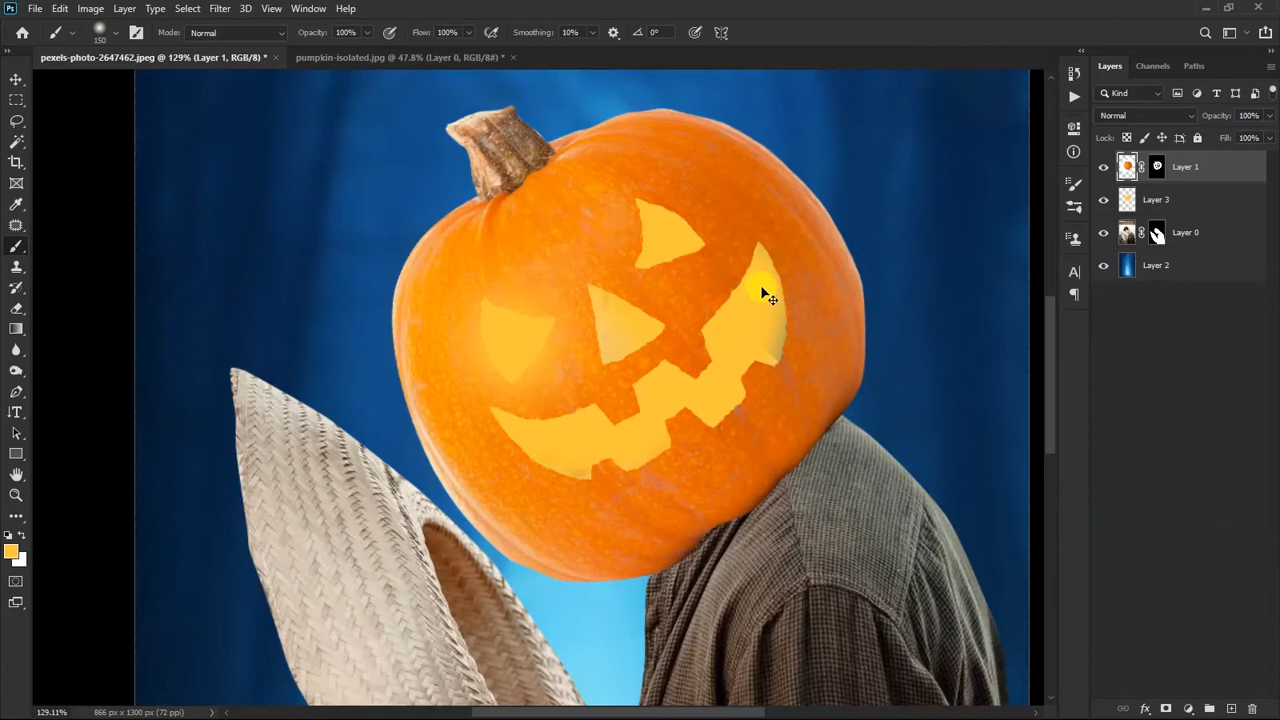 Ps File Edit Image Layer Type Select Filter 3D View Window Help
150 Mode: Normal Opacity: 100% Flow: 100% Smoothing: 10% 0°
pexels-photo-2647462.jpeg @ 129% (Layer 1, RGB/8) * × pumpkin-isolated.jpg @ 47.8% (Layer 0, RGB/8#) * ×
Layers Channels Paths
Kind
Normal Opacity: 100%
Lock: Fill: 100%
Layer 1
Layer 3
Layer 0
Layer 2
129.11% 866 px x 1300 px (72 ppi)